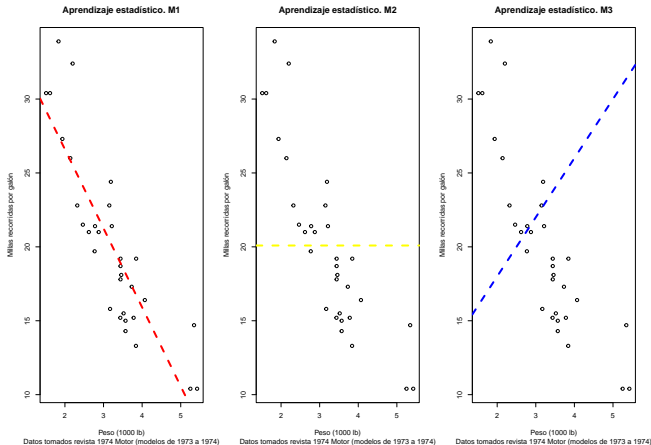 Aprendizaje estadístico. M1
Millas recorridas por galón
30
25
20
15
10
2 3 4 5
Peso (1000 lb)
Datos tomados revista 1974 Motor (modelos de 1973 a 1974)
Aprendizaje estadístico. M2
Millas recorridas por galón
30
25
20
15
10
2 3 4 5
Peso (1000 lb)
Datos tomados revista 1974 Motor (modelos de 1973 a 1974)
Aprendizaje estadístico. M3
Millas recorridas por galón
30
25
20
15
10
2 3 4 5
Peso (1000 lb)
Datos tomados revista 1974 Motor (modelos de 1973 a 1974)